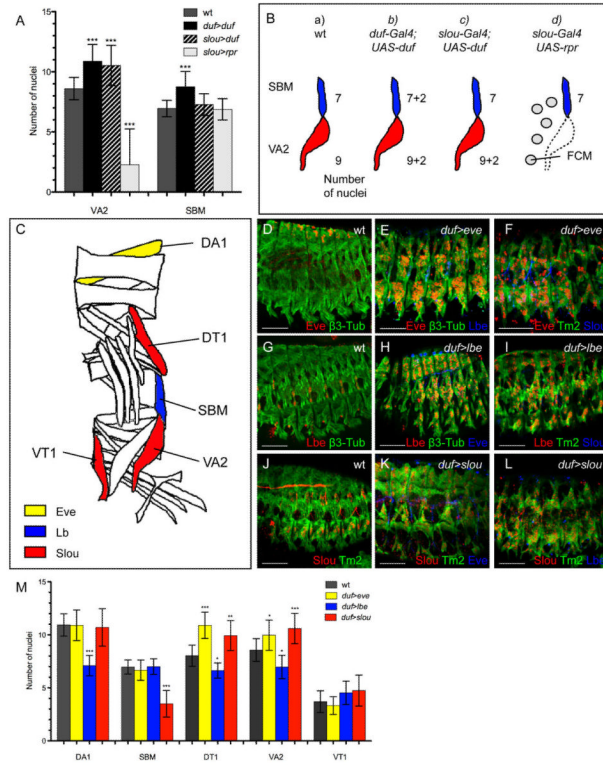 A
wt
duf>duf
slou>duf
slou>rpr
Number of nuclei
15
10
5
0
***
***
***
***
VA2
SBM
B
a)
wt
b)
duf-Gal4;
UAS-duf
c)
slou-Gal4;
UAS-duf
d)
slou-Gal4
UAS-rpr
SBM
7
7+2
7
7
VA2
9
9+2
9+2
FCM
Number
of nuclei
C
DA1
DT1
SBM
VT1
VA2
Eve
Lb
Slou
D
wt
Eve β3-Tub
E
duf>eve
Eve β3-Tub Lbe
F
duf>eve
Eve Tm2 Slou
G
wt
Lbe β3-Tub
H
duf>lbe
Lbe β3-Tub Eve
I
duf>lbe
Lbe Tm2 Slou
J
wt
Slou Tm2
K
duf>slou
Slou Tm2 Eve
L
duf>slou
Slou Tm2 Lbe
M
wt
duf>eve
duf>lbe
duf>slou
Number of nuclei
15
10
5
0
***
***
***
*
**
*
*
***
DA1
SBM
DT1
VA2
VT1